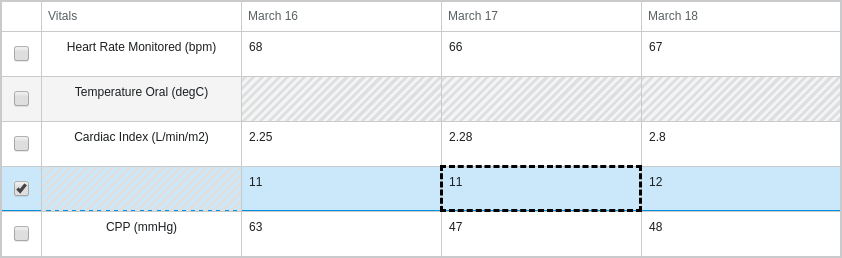 Vitals March 16 March 17 March 18
Heart Rate Monitored (bpm) 68 66 67
Temperature Oral (degC)
Cardiac Index (L/min/m2) 2.25 2.28 2.8
11 11 12
CPP (mmHg) 63 47 48